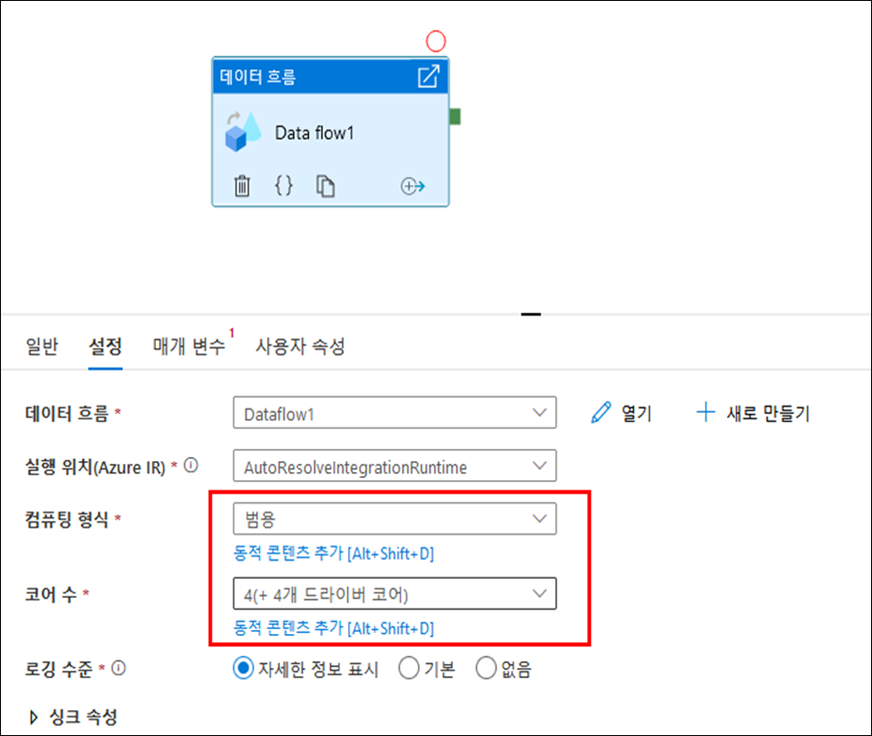 데이터 흐름
Data flow1
{}
일반 설정 매개 변수 1 사용자 속성
데이터 흐름 * Dataflow1 열기 새로 만들기
실행 위치(Azure IR) * AutoResolveIntegrationRuntime
컴퓨팅 형식 * 범용
동적 콘텐츠 추가 [Alt+Shift+D]
코어 수 * 4(+ 4개 드라이버 코어)
동적 콘텐츠 추가 [Alt+Shift+D]
로깅 수준 * 자세한 정보 표시 기본 없음
싱크 속성